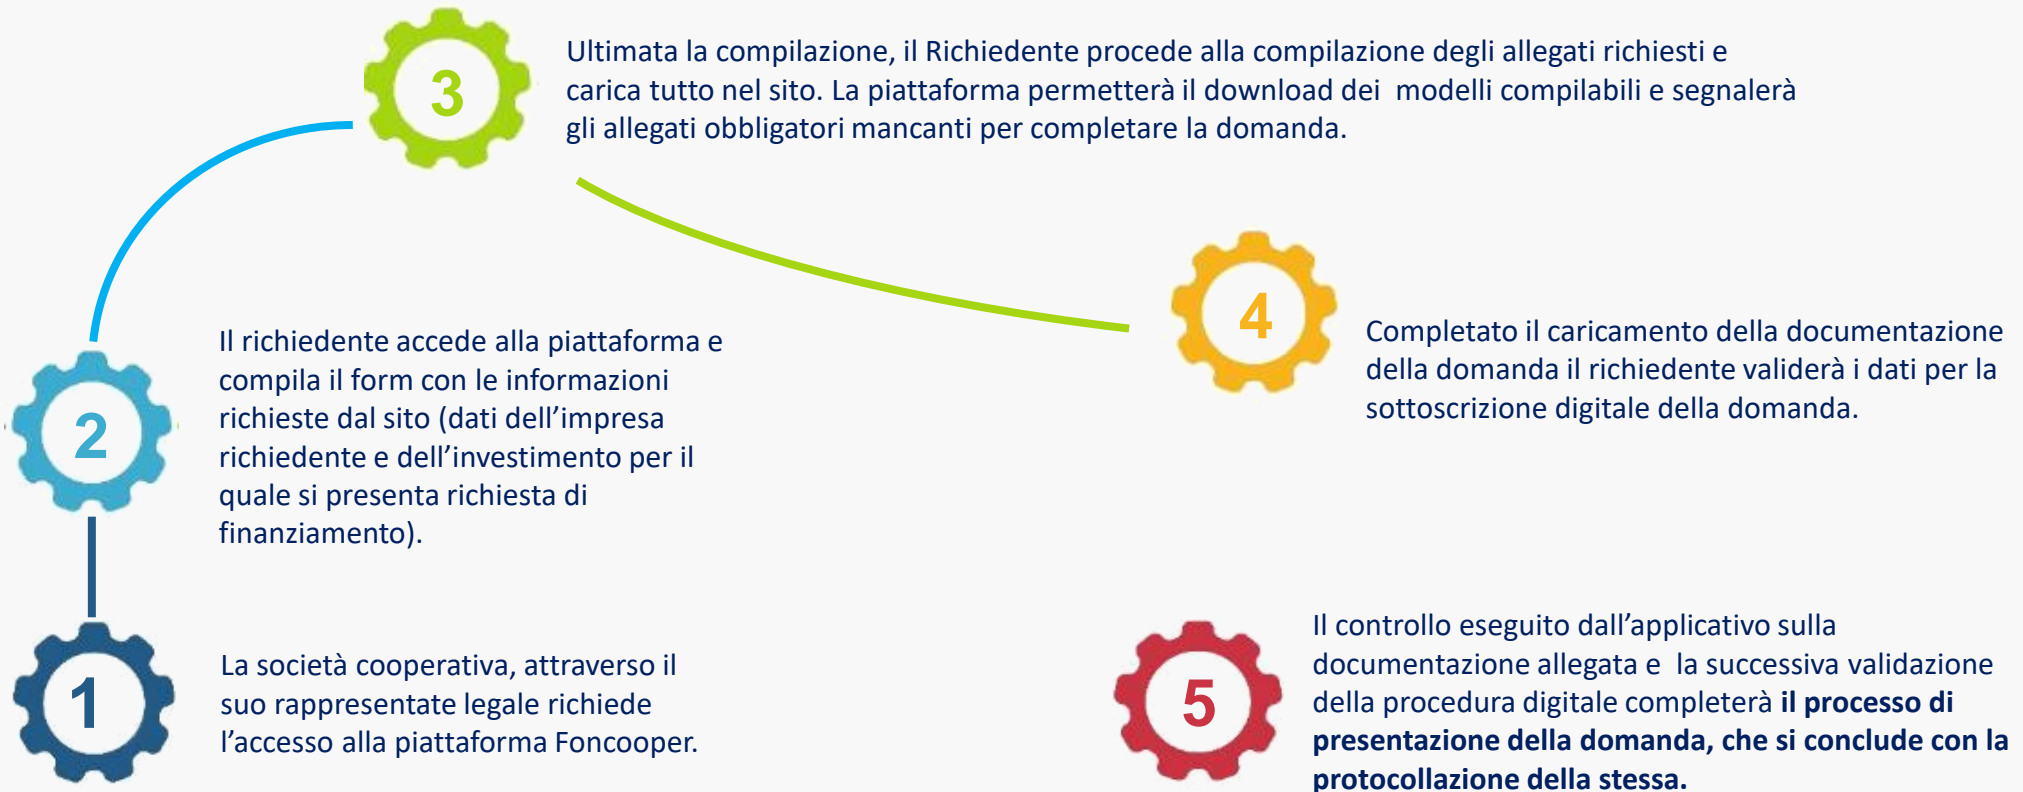 3
Ultimata la compilazione, il Richiedente procede alla compilazione degli allegati richiesti e
carica tutto nel sito. La piattaforma permetterà il download dei  modelli compilabili e segnalerà
gli allegati obbligatori mancanti per completare la domanda.
4
Completato il caricamento della documentazione
della domanda il richiedente validerà i dati per la
sottoscrizione digitale della domanda.
2
Il richiedente accede alla piattaforma e
compila il form con le informazioni
richieste dal sito (dati dell’impresa
richiedente e dell’investimento per il
quale si presenta richiesta di
finanziamento).
1
La società cooperativa, attraverso il
suo rappresentate legale richiede
l’accesso alla piattaforma Foncooper.
5
Il controllo eseguito dall’applicativo sulla
documentazione allegata e  la successiva validazione
della procedura digitale completerà il processo di
presentazione della domanda, che si conclude con la
protocollazione della stessa.